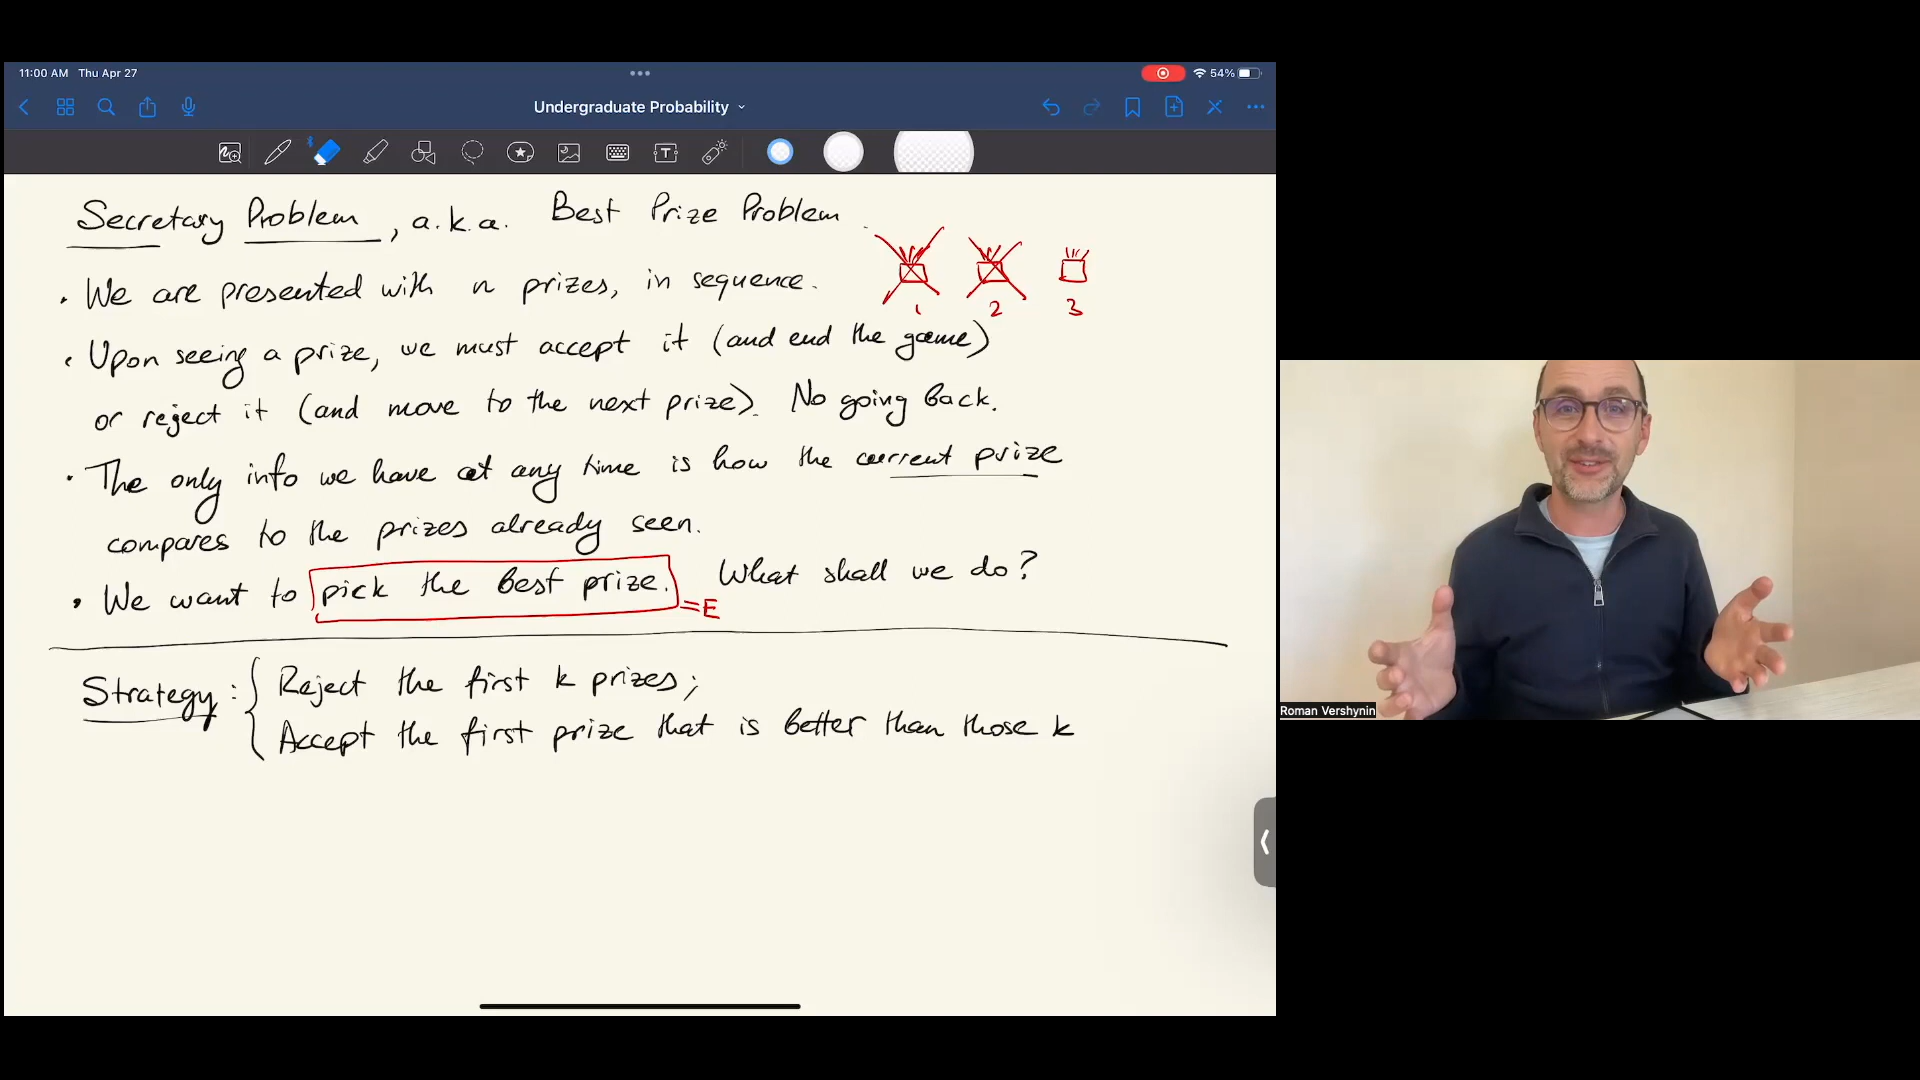 11:00 AM Thu Apr 27
54%
Undergraduate Probability
Secretary Problem, a.k.a. Best Prize Problem
1 2 3
• We are presented with n prizes, in sequence.
• Upon seeing a prize, we must accept it (and end the game)
or reject it (and move to the next prize). No going back.
• The only info we have at any time is how the current prize
compares to the prizes already seen.
• We want to pick the best prize. = E What shall we do?
Strategy: { Reject the first k prizes;
Accept the first prize that is better than those k
Roman Vershynin